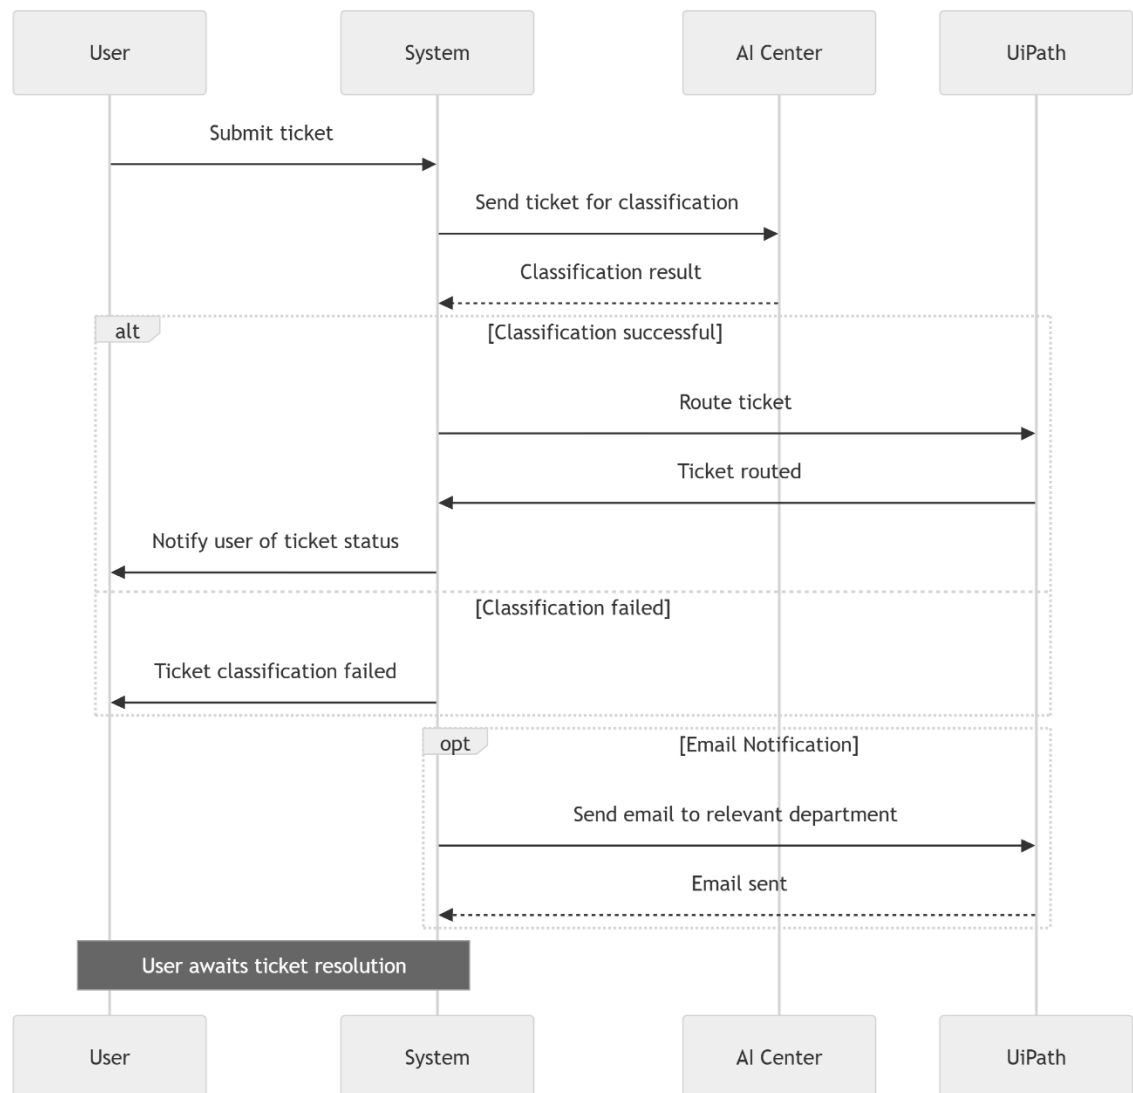 User
System
AI Center
UiPath
Submit ticket
Send ticket for classification
Classification result
alt
[Classification successful]
Route ticket
Ticket routed
Notify user of ticket status
[Classification failed]
Ticket classification failed
opt
[Email Notification]
Send email to relevant department
Email sent
User awaits ticket resolution
User
System
AI Center
UiPath